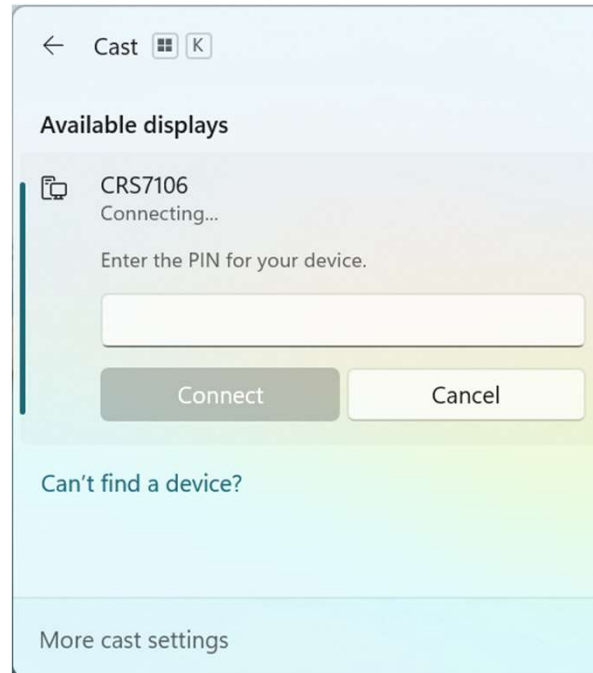 Cast K
Available displays
CRS7106
Connecting...
Enter the PIN for your device.
Connect Cancel
Can't find a device?
More cast settings